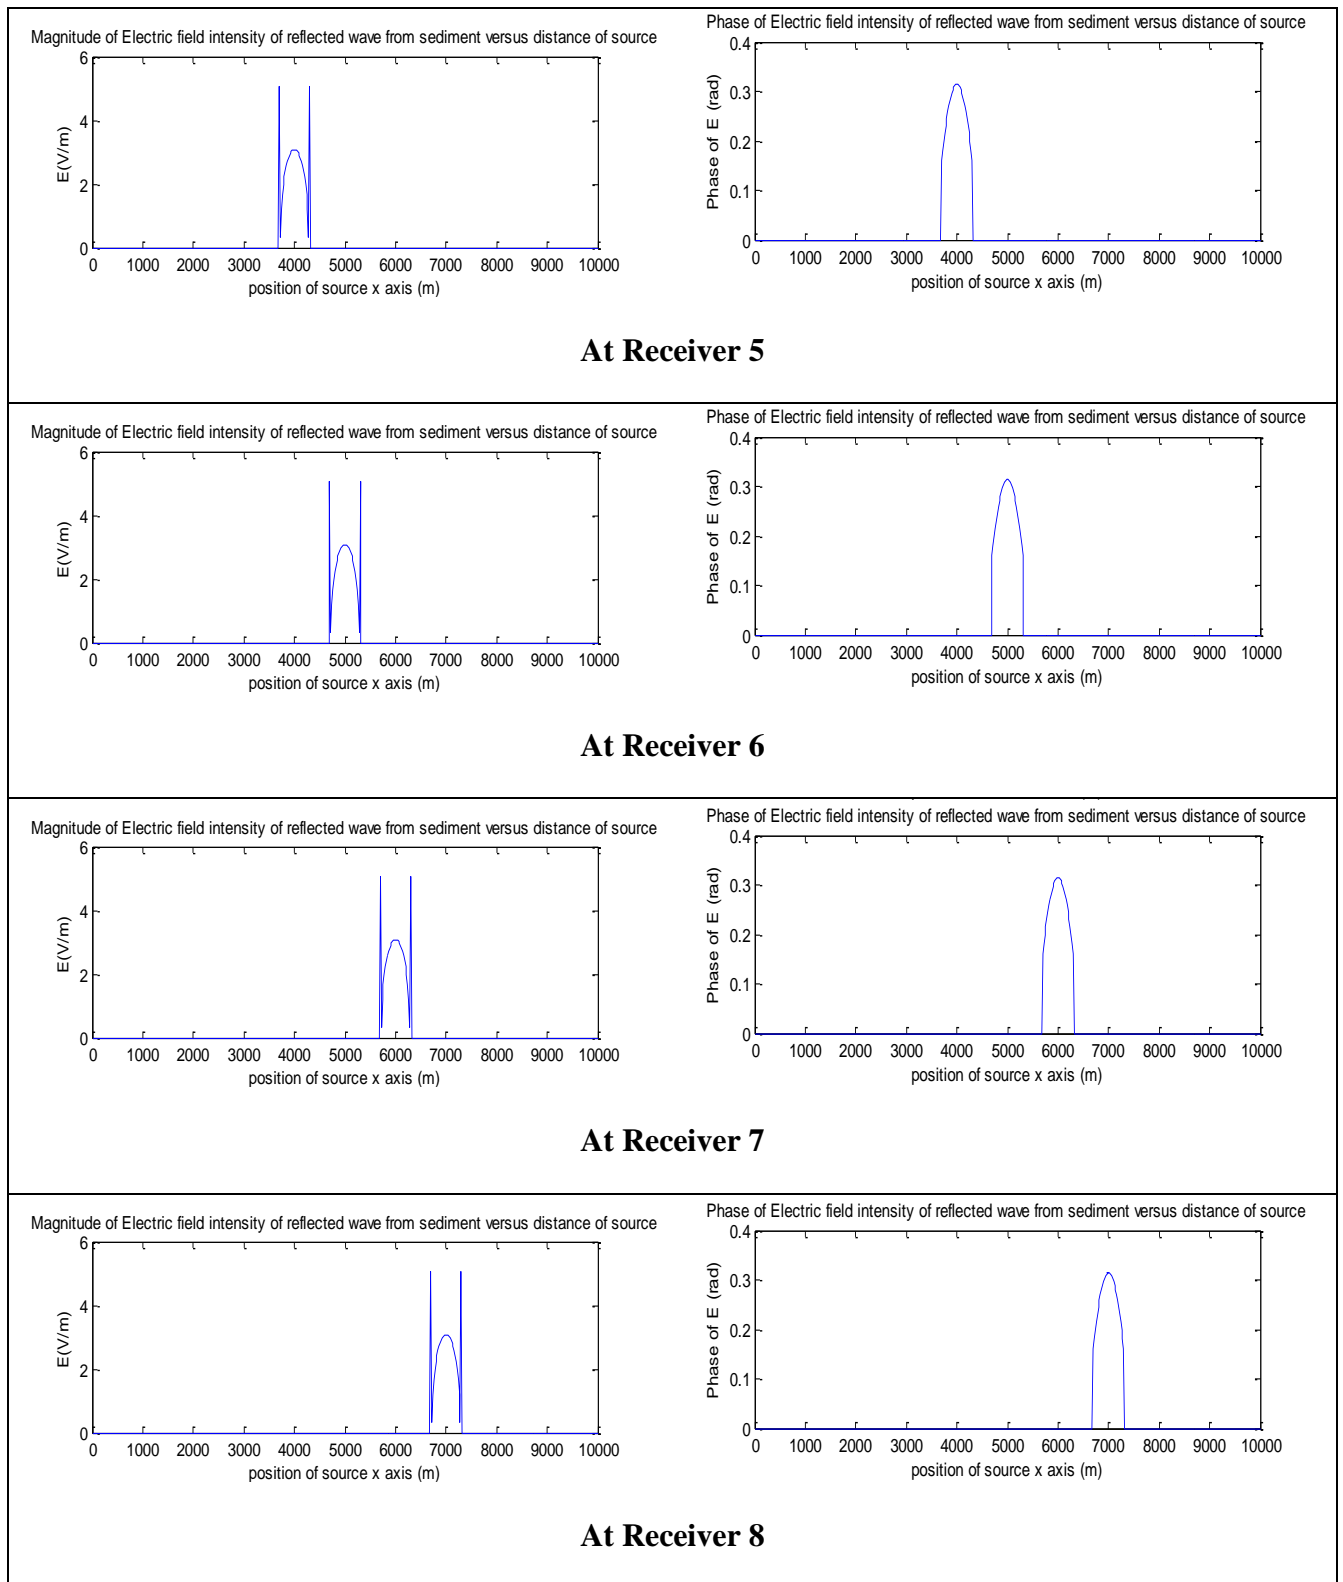 Magnitude of Electric field intensity of reflected wave from sediment versus distance of source
6
4
2
0
E(V/m)
0 1000 2000 3000 4000 5000 6000 7000 8000 9000 10000
position of source x axis (m)
Phase of Electric field intensity of reflected wave from sediment versus distance of source
0.4
0.3
0.2
0.1
0
Phase of E (rad)
0 1000 2000 3000 4000 5000 6000 7000 8000 9000 10000
position of source x axis (m)
At Receiver 5
Magnitude of Electric field intensity of reflected wave from sediment versus distance of source
6
4
2
0
E(V/m)
0 1000 2000 3000 4000 5000 6000 7000 8000 9000 10000
position of source x axis (m)
Phase of Electric field intensity of reflected wave from sediment versus distance of source
0.4
0.3
0.2
0.1
0
Phase of E (rad)
0 1000 2000 3000 4000 5000 6000 7000 8000 9000 10000
position of source x axis (m)
At Receiver 6
Magnitude of Electric field intensity of reflected wave from sediment versus distance of source
6
4
2
0
E(V/m)
0 1000 2000 3000 4000 5000 6000 7000 8000 9000 10000
position of source x axis (m)
Phase of Electric field intensity of reflected wave from sediment versus distance of source
0.4
0.3
0.2
0.1
0
Phase of E (rad)
0 1000 2000 3000 4000 5000 6000 7000 8000 9000 10000
position of source x axis (m)
At Receiver 7
Magnitude of Electric field intensity of reflected wave from sediment versus distance of source
6
4
2
0
E(V/m)
0 1000 2000 3000 4000 5000 6000 7000 8000 9000 10000
position of source x axis (m)
Phase of Electric field intensity of reflected wave from sediment versus distance of source
0.4
0.3
0.2
0.1
0
Phase of E (rad)
0 1000 2000 3000 4000 5000 6000 7000 8000 9000 10000
position of source x axis (m)
At Receiver 8